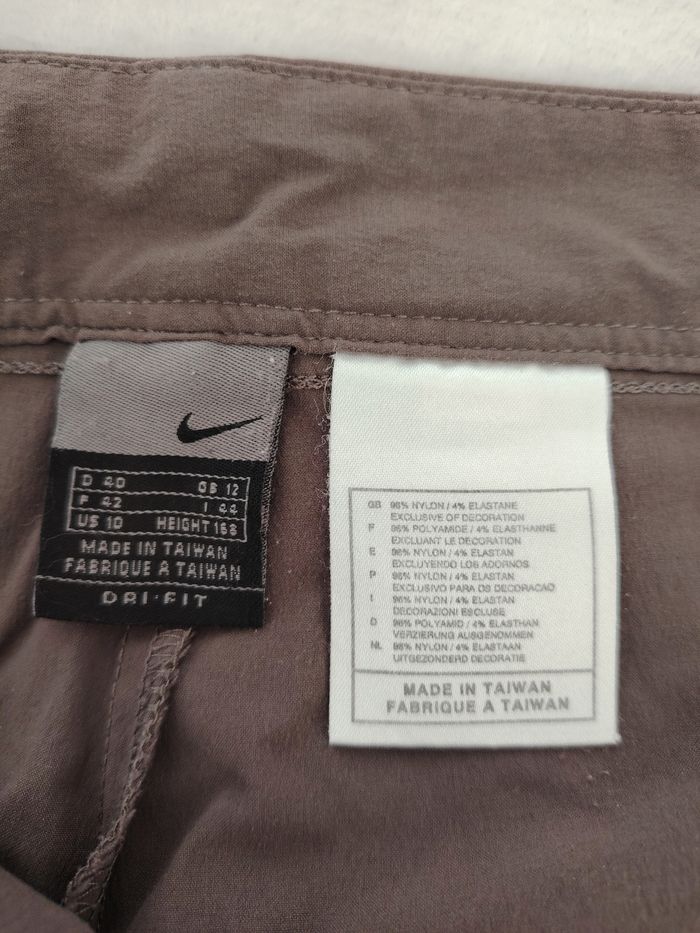 D 40 GB 12
F 42 I 44
US 10 HEIGHT 168
MADE IN TAIWAN
FABRIQUE A TAIWAN
DRI-FIT
GB 96% NYLON / 4% ELASTANE
EXCLUSIVE OF DECORATION
F 96% POLYAMIDE / 4% ELASTHANNE
EXCLUANT LE DECORATION
E 96% NYLON / 4% ELASTAN
EXCLUYENDO LOS ADORNOS
P 96% NYLON / 4% ELASTAN
EXCLUSIVO PARA OS DECORACAO
I 96% NYLON / 4% ELASTAN
DECORAZIONI ESCLUSE
D 96% POLYAMID / 4% ELASTHAN
VERZIERUNG AUSGENOMMEN
NL 96% NYLON / 4% ELASTAAN
UITGEZONDERD DECORATIE
MADE IN TAIWAN
FABRIQUE A TAIWAN